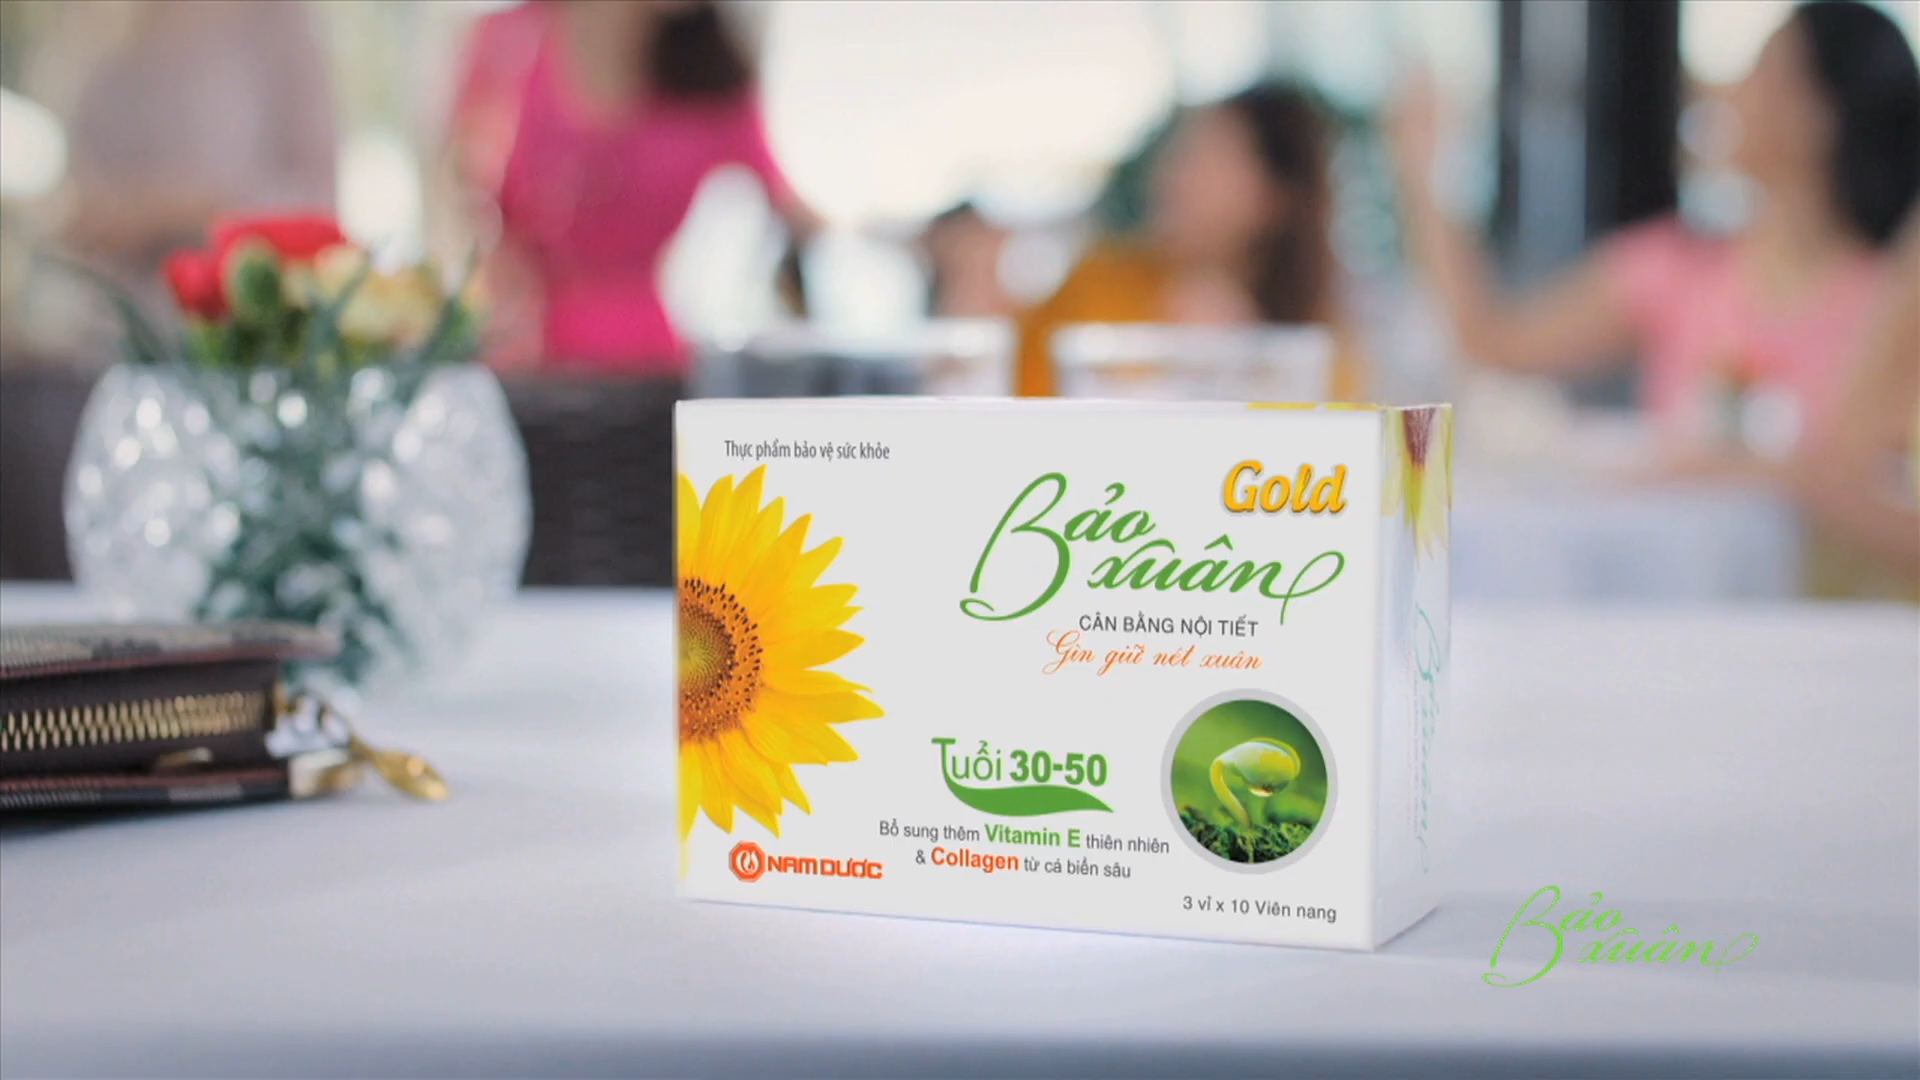 Thực phẩm bảo vệ sức khỏe
Gold
Bảo xuân
CÂN BẰNG NỘI TIẾT
Gìn giữ nét xuân
Tuổi 30-50
Bổ sung thêm Vitamin E thiên nhiên
& Collagen từ cá biển sâu
NAM DƯỢC
3 vỉ x 10 Viên nang
Bảo xuân